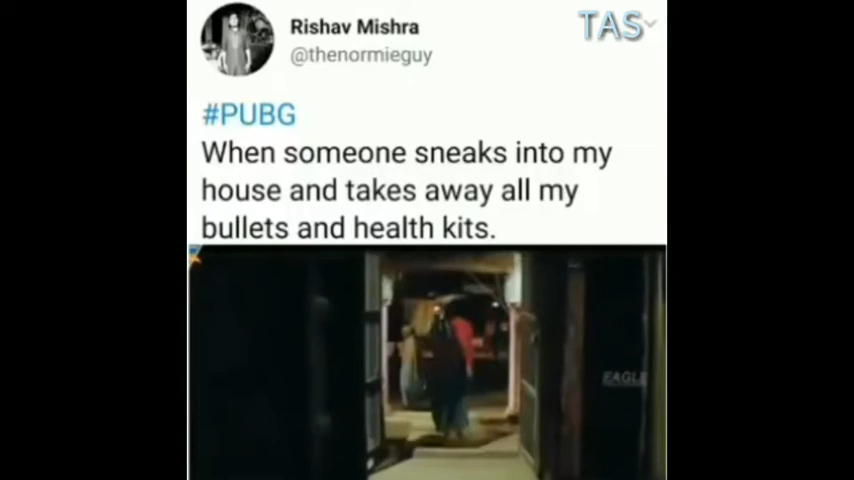 Rishav Mishra
TAS
@thenormieguy
#PUBG
When someone sneaks into my
house and takes away all my
bullets and health kits.
EAGLE